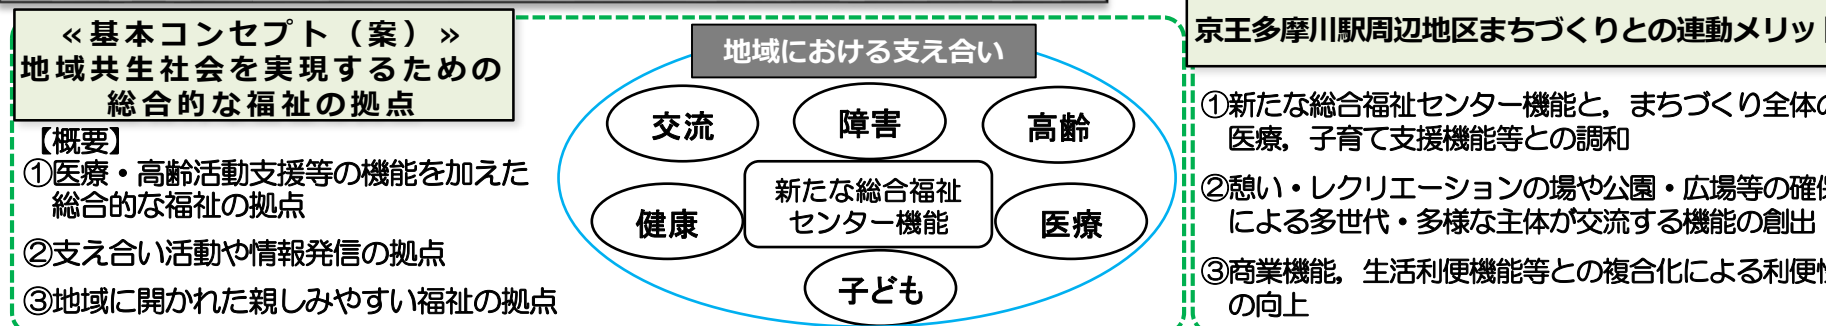 ≪基本コンセプト（案）≫
地域共生社会を実現するための
総合的な福祉の拠点
【概要】
①医療・高齢活動支援等の機能を加えた
総合的な福祉の拠点
②支え合い活動や情報発信の拠点
③地域に開かれた親しみやすい福祉の拠点
地域における支え合い
交流
障害
高齢
新たな総合福祉
センター機能
健康
医療
子ども
京王多摩川駅周辺地区まちづくりとの連動メリット
①新たな総合福祉センター機能と，まちづくり全体の
医療，子育て支援機能等との調和
②憩い・レクリエーションの場や公園・広場等の確保
による多世代・多様な主体が交流する機能の創出
③商業機能，生活利便機能等との複合化による利便性
の向上